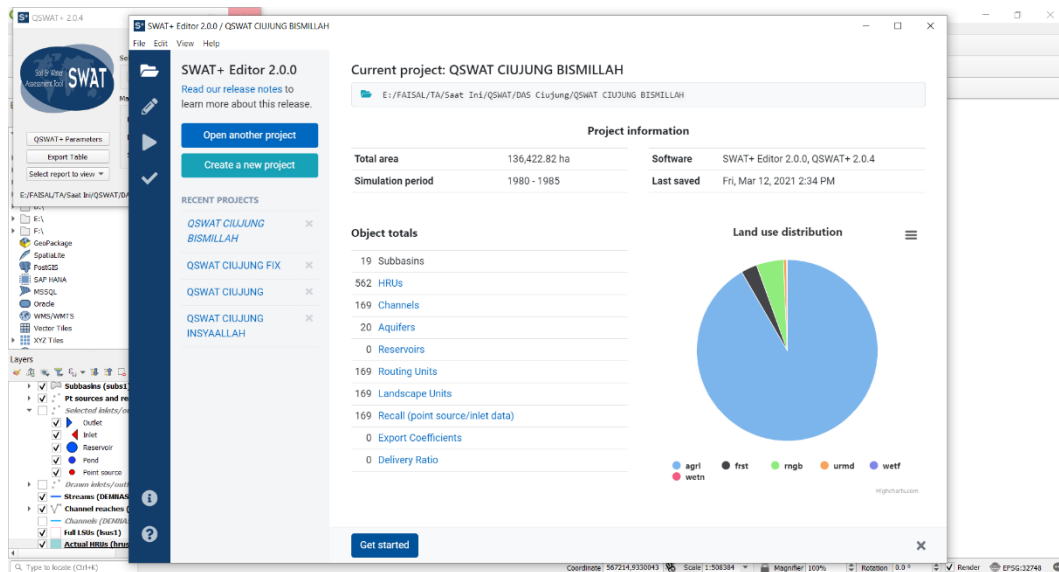 QSWAT+ 2.0.4
Soil & Water
Assessment Tool
SWAT
QSWAT+ Parameters
Export Table
Select report to view
E:/FAISAL/TA/Saat Ini/QSWAT/DA
E:\
F:\
GeoPackage
SpatiaLite
PostGIS
SAP HANA
MSSQL
Oracle
WMS/WMTS
Vector Tiles
XYZ Tiles
Layers
Subbasins (subs1)
Pt sources and re
Selected inlets/o
Outlet
Inlet
Reservoir
Pond
Point source
Drawn inlets/out
Streams (DEMNAS
Channel reaches (
Channels (DEMNA
Full LSUs (lsus1)
Actual HRUs (hrus
Type to locate (Ctrl+K)
SWAT+ Editor 2.0.0 / QSWAT CIUJUNG BISMILLAH
File Edit View Help
SWAT+ Editor 2.0.0
Read our release notes to
learn more about this release.
Open another project
Create a new project
RECENT PROJECTS
QSWAT CIUJUNG
BISMILLAH
QSWAT CIUJUNG FIX
QSWAT CIUJUNG
QSWAT CIUJUNG
INSYAALLAH
Current project: QSWAT CIUJUNG BISMILLAH
E:/FAISAL/TA/Saat Ini/QSWAT/DAS Ciujung/QSWAT CIUJUNG BISMILLAH
Project information
Total area 136,422.82 ha Software SWAT+ Editor 2.0.0, QSWAT+ 2.0.4
Simulation period 1980 - 1985 Last saved Fri, Mar 12, 2021 2:34 PM
Object totals
19 Subbasins
562 HRUs
169 Channels
20 Aquifers
0 Reservoirs
169 Routing Units
169 Landscape Units
169 Recall (point source/inlet data)
0 Export Coefficients
0 Delivery Ratio
Land use distribution
agrl frst rngb urmd wetf
wetn
Highcharts.com
Get started
Coordinate 567214,9330043 Scale 1:508384 Magnifier 100% Rotation 0.0 ° Render EPSG:32748